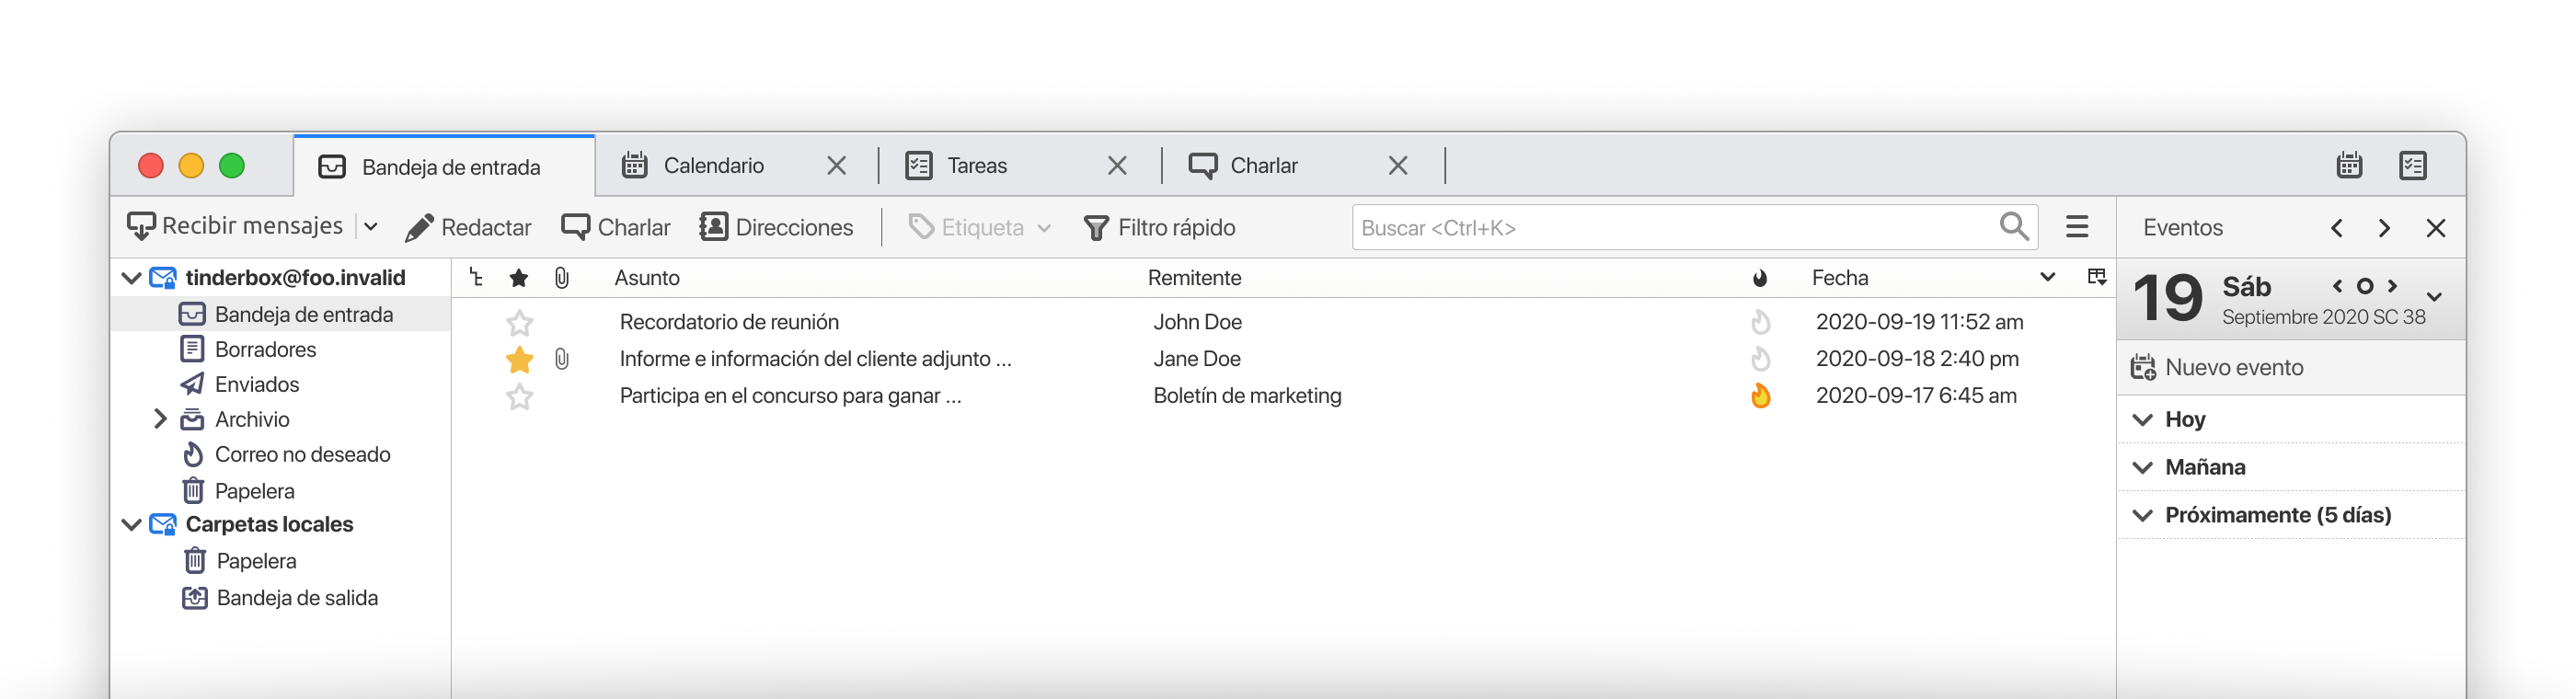 Bandeja de entrada
Calendario
Tareas
Charlar
Recibir mensajes
Redactar
Charlar
Direcciones
Etiqueta
Filtro rápido
Buscar <Ctrl+K>
Eventos
tinderbox@foo.invalid
Bandeja de entrada
Borradores
Enviados
Archivio
Correo no deseado
Papelera
Carpetas locales
Papelera
Bandeja de salida
Asunto Remitente Fecha
Recordatorio de reunión John Doe 2020-09-19 11:52 am
Informe e información del cliente adjunto ... Jane Doe 2020-09-18 2:40 pm
Participa en el concurso para ganar ... Boletín de marketing 2020-09-17 6:45 am
19 Sáb
Septiembre 2020 SC 38
Nuevo evento
Hoy
Mañana
Próximamente (5 días)